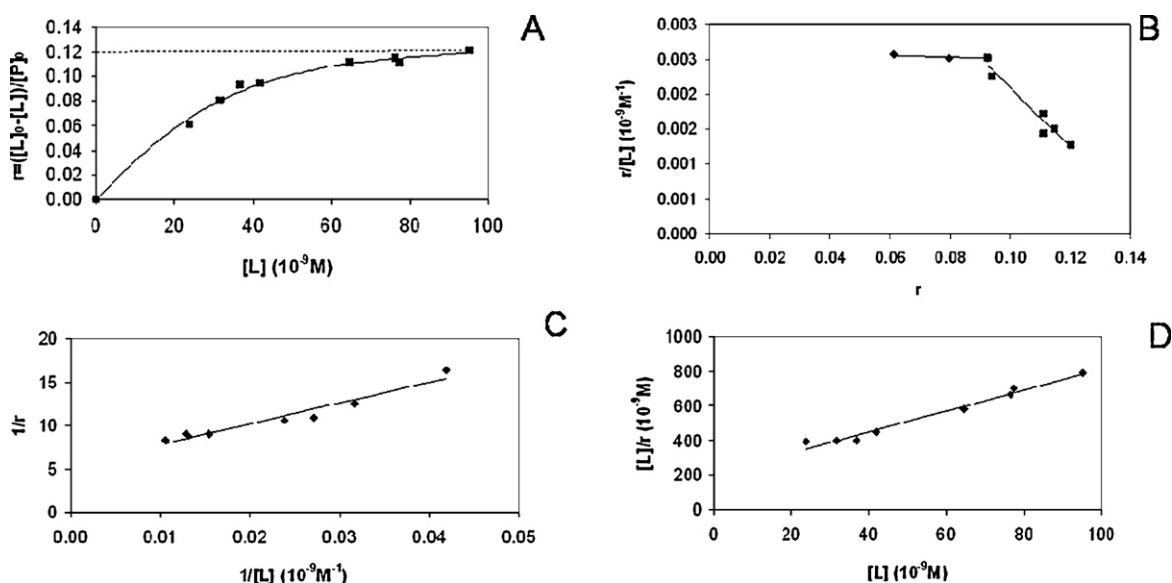 A
0.14
0.12
0.10
0.08
0.06
0.04
0.02
0.00
r=([L]₀-[L])/[P]₀
0 20 40 60 80 100
[L] (10⁻⁹M)
B
0.003
0.003
0.002
0.002
0.001
0.000
r/[L] (10⁻⁹M⁻¹)
0.00 0.02 0.04 0.06 0.08 0.10 0.12 0.14
r
C
20
15
10
5
0
1/r
0.00 0.01 0.02 0.03 0.04 0.05
1/[L] (10⁻⁹M⁻¹)
D
1000
800
600
400
200
0
[L]/r (10⁻⁹M)
0 20 40 60 80 100
[L] (10⁻⁹M)